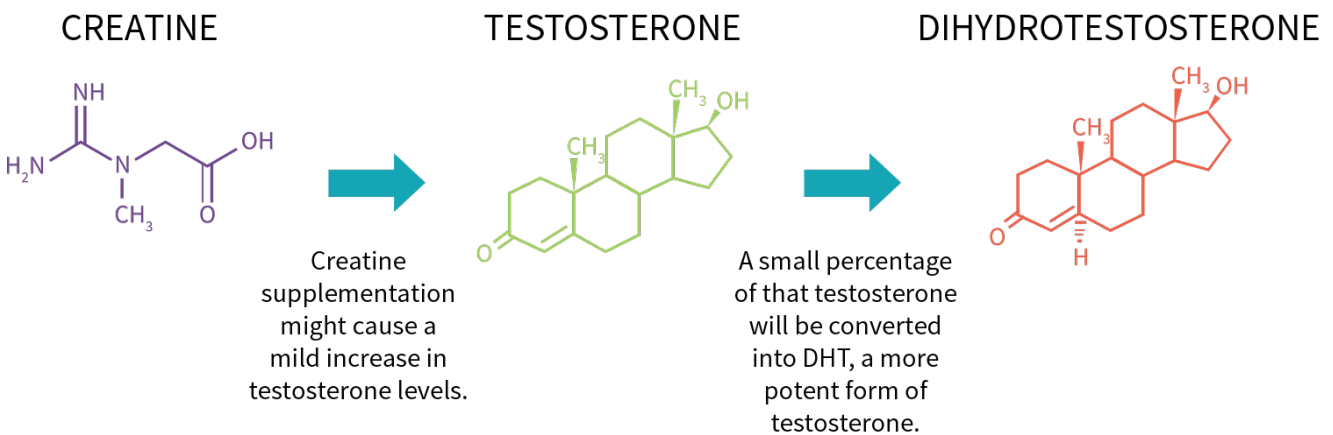 CREATINE
TESTOSTERONE
DIHYDROTESTOSTERONE
NH
H₂N
N
CH₃
OH
O
CH₃
CH₃
OH
O
CH₃
CH₃
OH
O
H
Creatine
supplementation
might cause a
mild increase in
testosterone levels.
A small percentage
of that testosterone
will be converted
into DHT, a more
potent form of
testosterone.